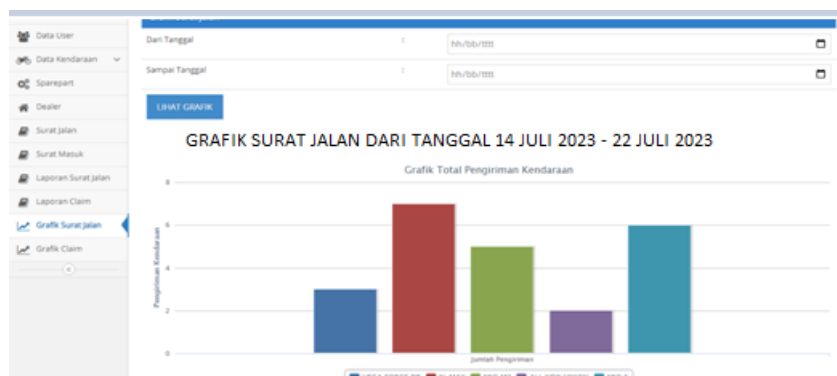 Data User
Data Kendaraan
Sparepart
Dealer
Surat Jalan
Surat Masuk
Laporan Surat Jalan
Laporan Claim
Grafik Surat Jalan
Grafik Claim
Dari Tanggal : hh/bb/tttt
Sampai Tanggal : hh/bb/tttt
LIHAT GRAFIK
GRAFIK SURAT JALAN DARI TANGGAL 14 JULI 2023 - 22 JULI 2023
Grafik Total Pengiriman Kendaraan
Pengiriman Kendaraan
8
6
4
2
0
Jumlah Pengiriman